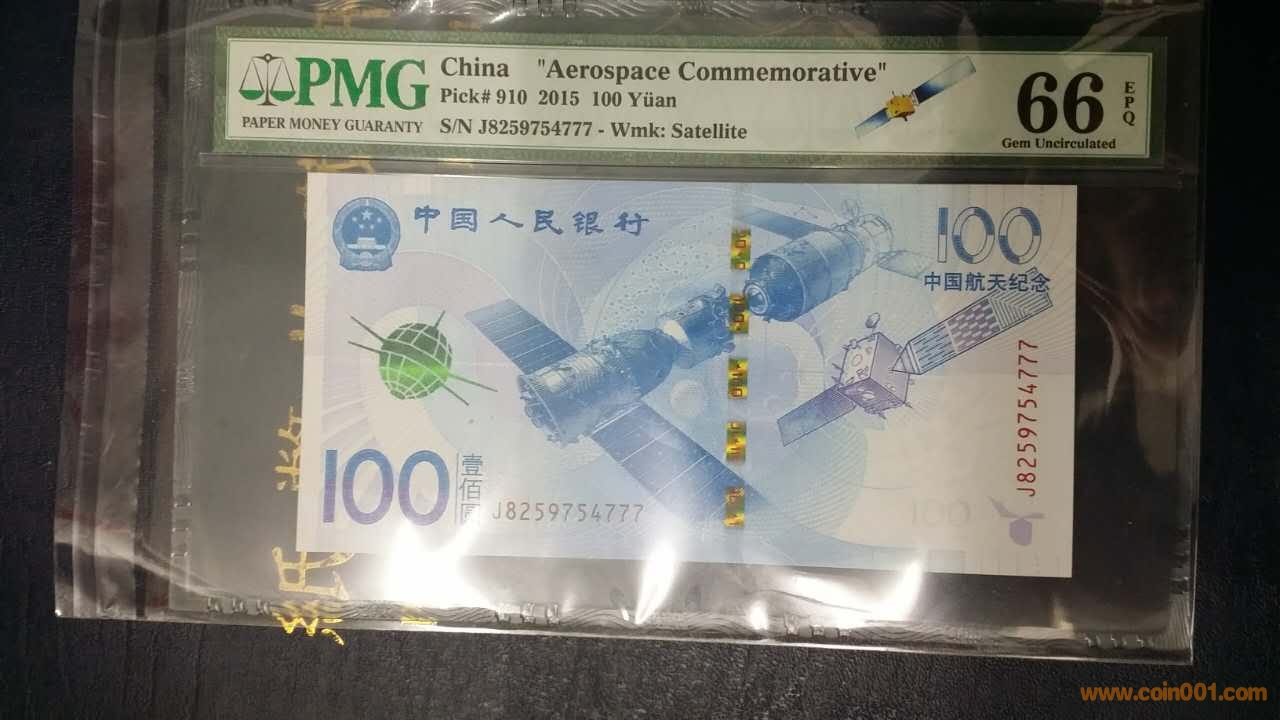 PMG
PAPER MONEY GUARANTY
China "Aerospace Commemorative"
Pick# 910 2015 100 Yüan
S/N J8259754777 - Wmk: Satellite
66
EPQ
Gem Uncirculated
中国人民银行
100
中国航天纪念
J8259754777
100
壹佰圆
J8259754777
100
www.coin001.com